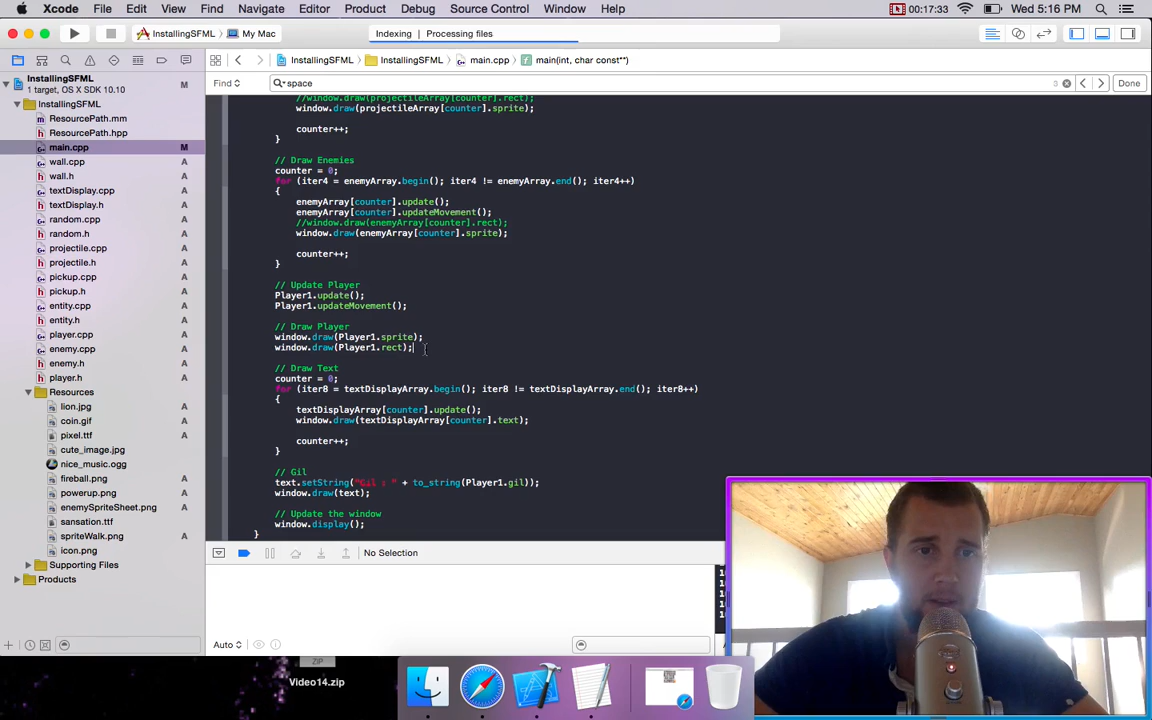 Xcode File Edit View Find Navigate Editor Product Debug Source Control Window Help 00:17:33 Wed 5:16 PM
InstallingSFML My Mac Indexing | Processing files
InstallingSFML InstallingSFML main.cpp main(int, char const**)
Find space 3 Done
InstallingSFML M
1 target, OS X SDK 10.10
InstallingSFML
ResourcePath.mm
ResourcePath.hpp
main.cpp M
wall.cpp A
wall.h A
textDisplay.cpp A
textDisplay.h A
random.cpp A
random.h A
projectile.cpp A
projectile.h A
pickup.cpp A
pickup.h A
entity.cpp A
entity.h A
player.cpp A
enemy.cpp A
enemy.h A
player.h A
Resources
lion.jpg A
coin.gif A
pixel.ttf A
cute_image.jpg
nice_music.ogg
fireball.png A
powerup.png A
enemySpriteSheet.png A
sansation.ttf
spriteWalk.png A
icon.png
Supporting Files
Products
//window.draw(projectileArray[counter].rect);
window.draw(projectileArray[counter].sprite);
counter++;
}
// Draw Enemies
counter = 0;
for (iter4 = enemyArray.begin(); iter4 != enemyArray.end(); iter4++)
{
enemyArray[counter].update();
enemyArray[counter].updateMovement();
//window.draw(enemyArray[counter].rect);
window.draw(enemyArray[counter].sprite);
counter++;
}
// Update Player
Player1.update();
Player1.updateMovement();
// Draw Player
window.draw(Player1.sprite);
window.draw(Player1.rect);
// Draw Text
counter = 0;
for (iter8 = textDisplayArray.begin(); iter8 != textDisplayArray.end(); iter8++)
{
textDisplayArray[counter].update();
window.draw(textDisplayArray[counter].text);
counter++;
}
// Gil
text.setString("Gil : " + to_string(Player1.gil));
window.draw(text);
// Update the window
window.display();
}
No Selection
Auto
ZIP
Video14.zip